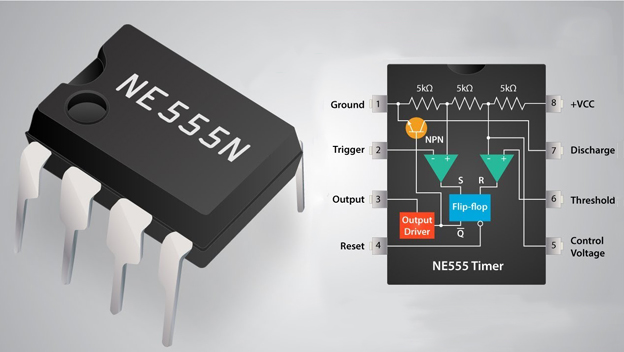 NE555N
5kΩ 5kΩ 5kΩ
Ground 1
8 +VCC
NPN
Trigger 2
- +
- +
7 Discharge
S R
Output 3
Flip-flop
6 Threshold
Output
Driver
Q̅
Reset 4
5 Control
Voltage
NE555 Timer